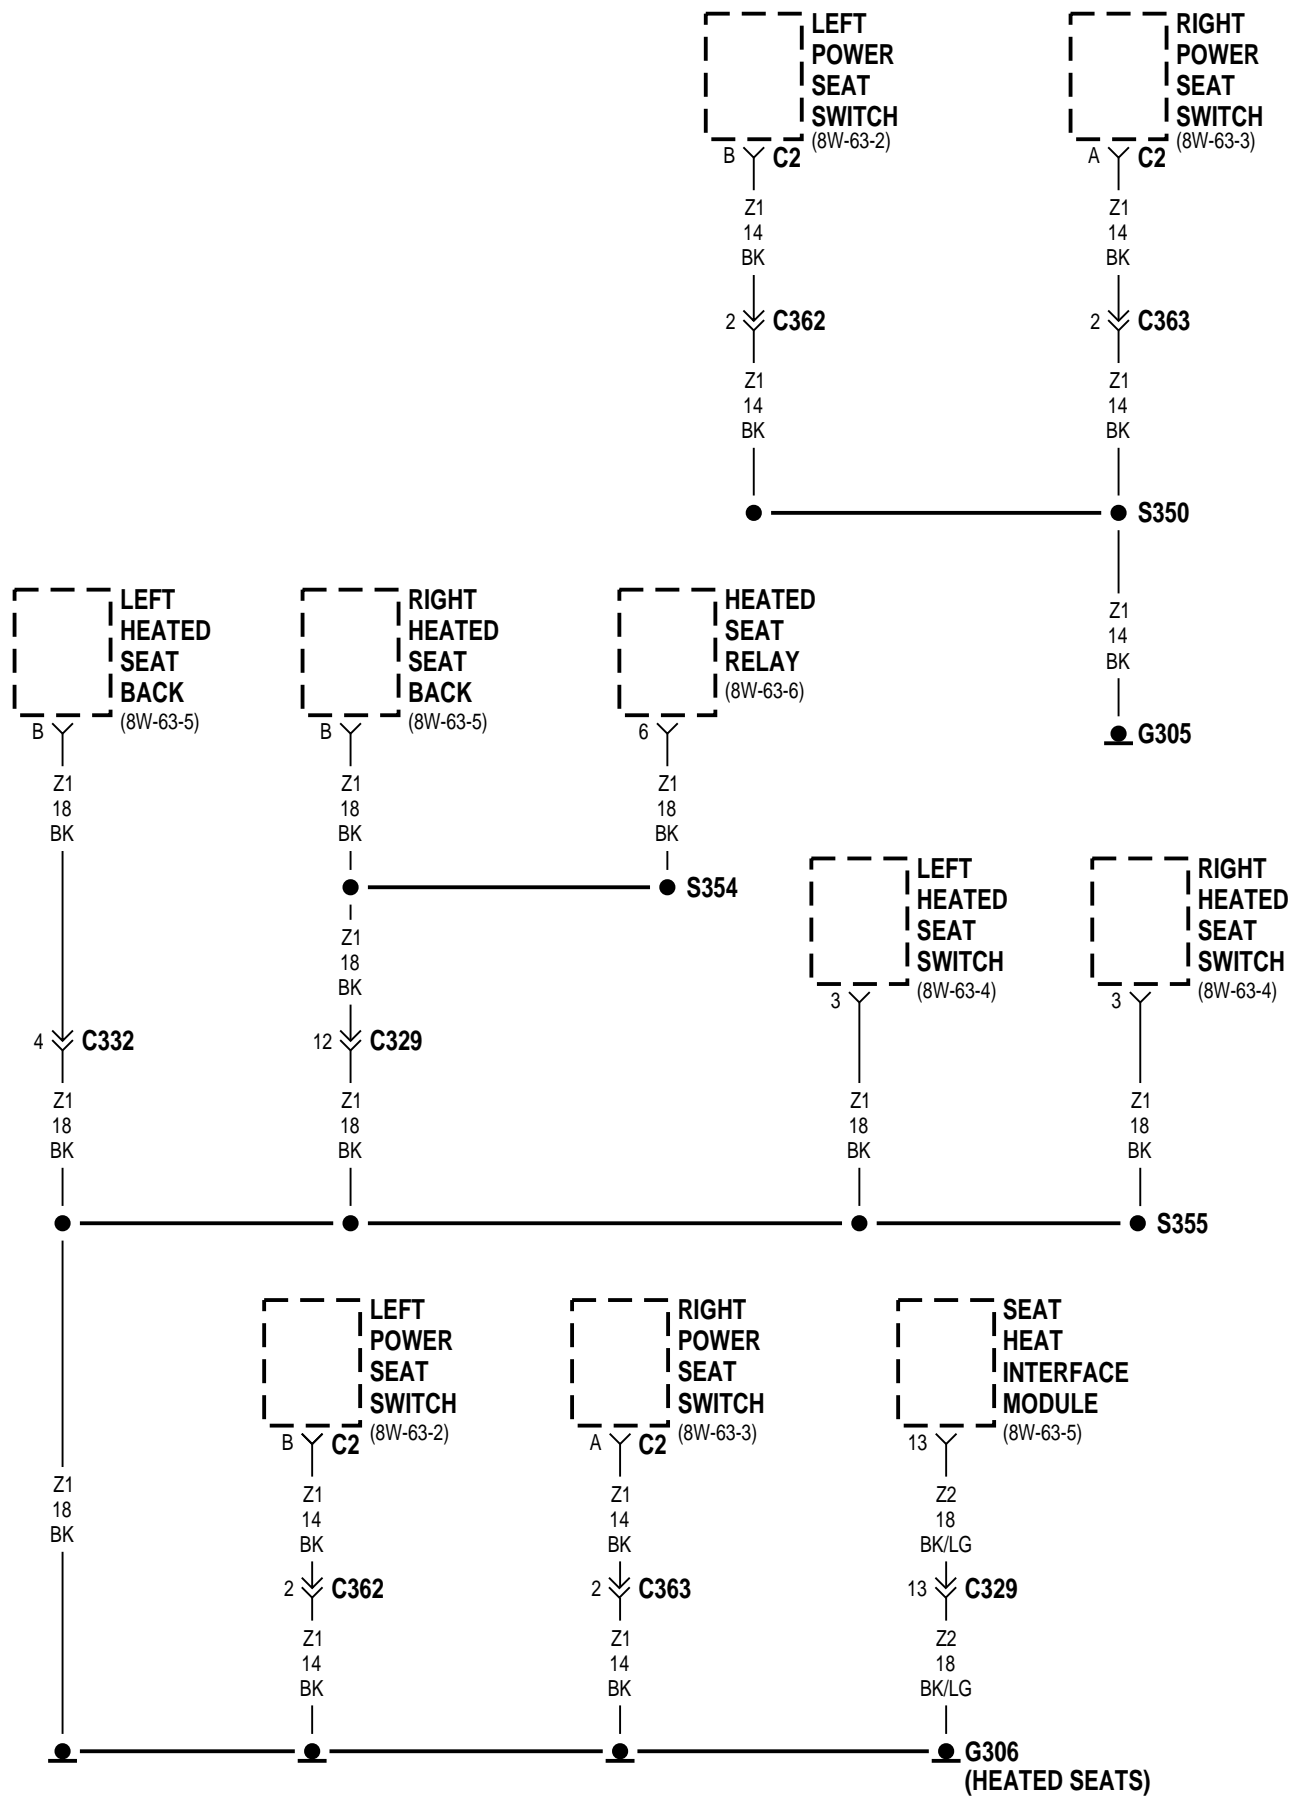 LEFT
POWER
SEAT
SWITCH
(8W-63-2)
B
C2
Z1
14
BK
2
C362
Z1
14
BK
RIGHT
POWER
SEAT
SWITCH
(8W-63-3)
A
C2
Z1
14
BK
2
C363
Z1
14
BK
S350
Z1
14
BK
G305
LEFT
HEATED
SEAT
BACK
(8W-63-5)
B
Z1
18
BK
4
C332
Z1
18
BK
RIGHT
HEATED
SEAT
BACK
(8W-63-5)
B
Z1
18
BK
HEATED
SEAT
RELAY
(8W-63-6)
6
Z1
18
BK
S354
Z1
18
BK
12
C329
Z1
18
BK
LEFT
HEATED
SEAT
SWITCH
(8W-63-4)
3
Z1
18
BK
RIGHT
HEATED
SEAT
SWITCH
(8W-63-4)
3
Z1
18
BK
S355
Z1
18
BK
LEFT
POWER
SEAT
SWITCH
(8W-63-2)
B
C2
Z1
14
BK
2
C362
Z1
14
BK
RIGHT
POWER
SEAT
SWITCH
(8W-63-3)
A
C2
Z1
14
BK
2
C363
Z1
14
BK
SEAT
HEAT
INTERFACE
MODULE
(8W-63-5)
13
Z2
18
BK/LG
13
C329
Z2
18
BK/LG
G306
(HEATED SEATS)